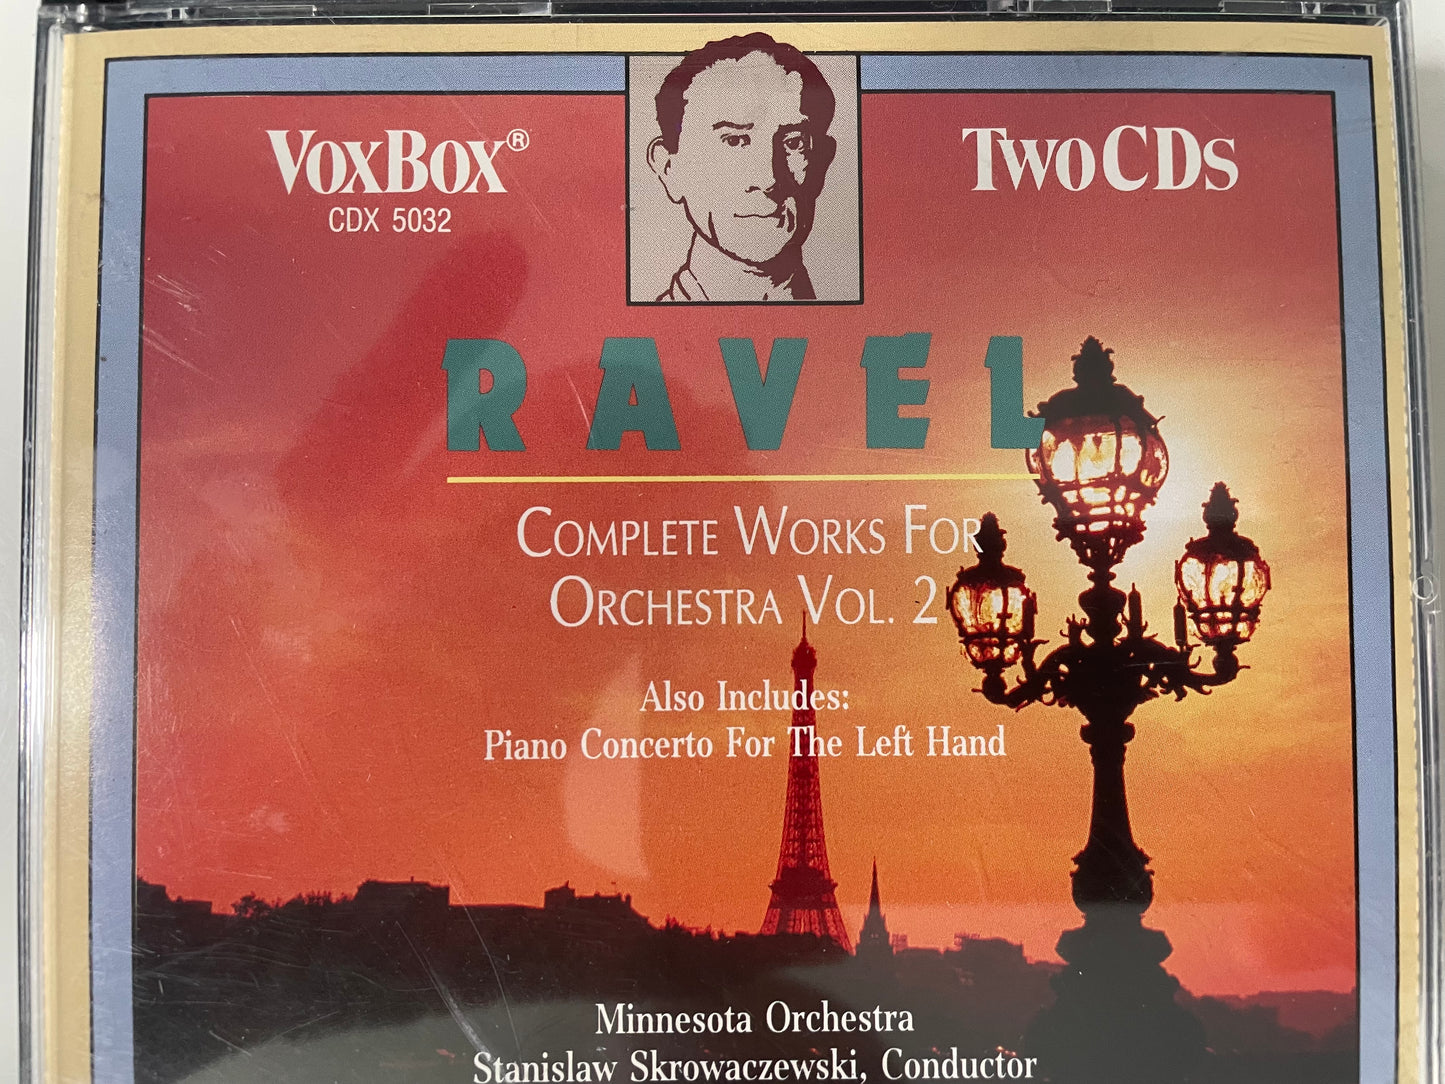 VOXBOX®
CDX 5032
TWO CDS
RAVEL
COMPLETE WORKS FOR
ORCHESTRA VOL. 2
Also Includes:
Piano Concerto For The Left Hand
Minnesota Orchestra
Stanislaw Skrowaczewski, Conductor